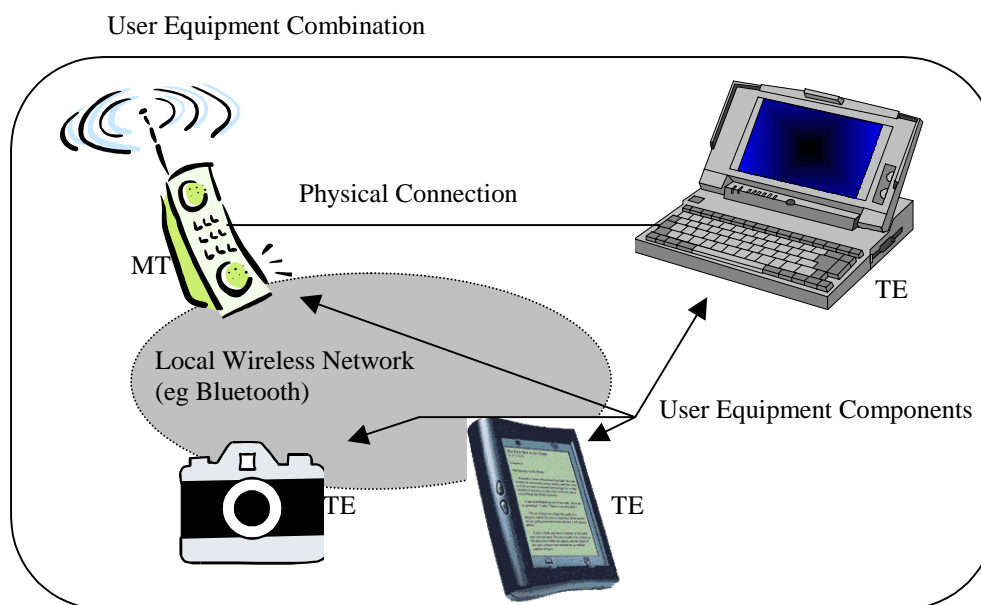 User Equipment Combination
Physical Connection
MT
TE
Local Wireless Network
(eg Bluetooth)
User Equipment Components
TE
TE